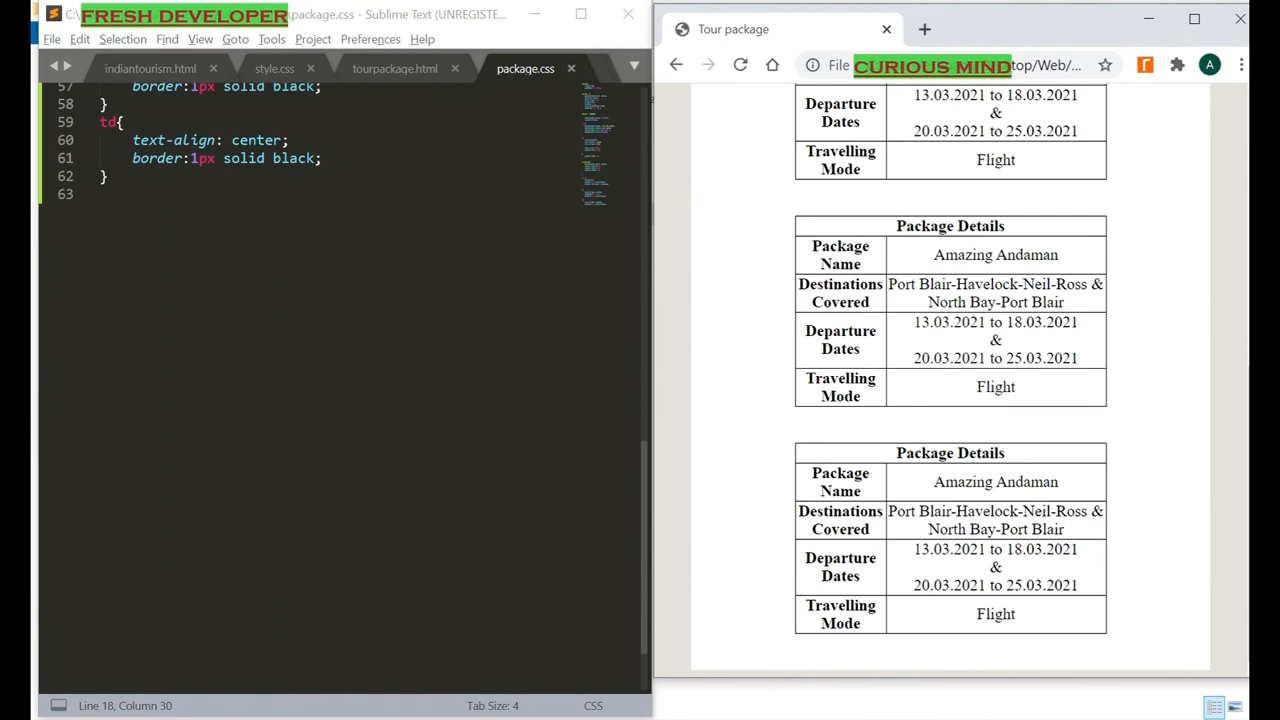 C:\
FRESH DEVELOPER
\package.css - Sublime Text (UNREGISTE...
File Edit Selection Find View Goto Tools Project Preferences Help
indiantourism.html
style.css
tourpackage.html
package.css
57 border:1px solid black;
58 }
59 td{
60 text-align: center;
61 border:1px solid black;
62 }
63
Line 18, Column 30
Tab Size: 4
CSS
Tour package
File
CURIOUS MIND
top/Web/...
A
Departure Dates
13.03.2021 to 18.03.2021
&
20.03.2021 to 25.03.2021
Travelling Mode
Flight
Package Details
Package Name
Amazing Andaman
Destinations Covered
Port Blair-Havelock-Neil-Ross &
North Bay-Port Blair
Departure Dates
13.03.2021 to 18.03.2021
&
20.03.2021 to 25.03.2021
Travelling Mode
Flight
Package Details
Package Name
Amazing Andaman
Destinations Covered
Port Blair-Havelock-Neil-Ross &
North Bay-Port Blair
Departure Dates
13.03.2021 to 18.03.2021
&
20.03.2021 to 25.03.2021
Travelling Mode
Flight